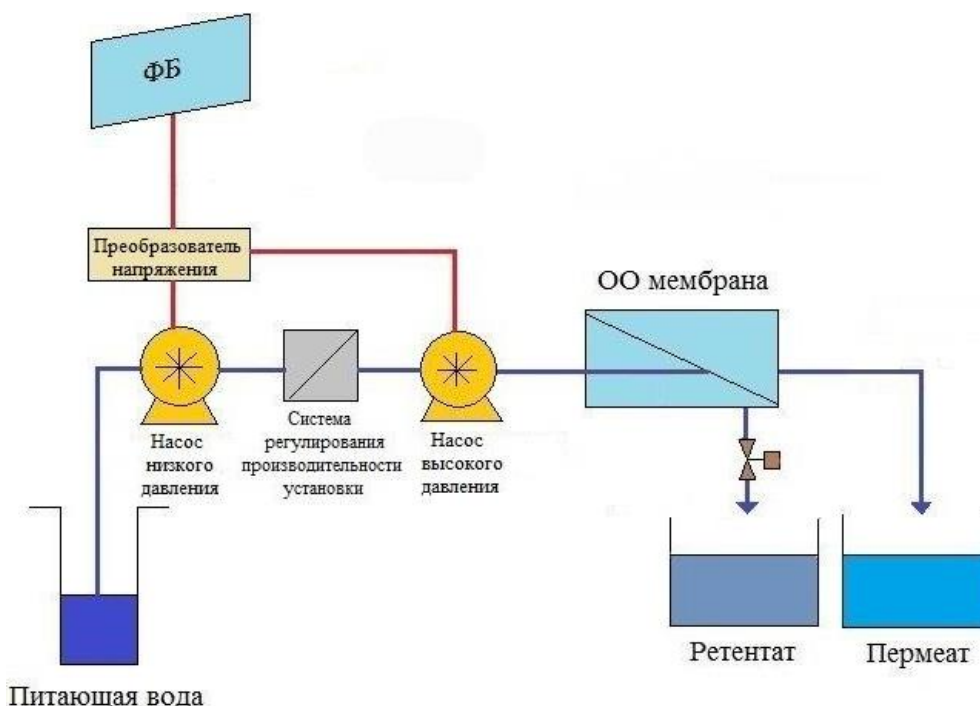 ФБ
Преобразователь
напряжения
ОО мембрана
Насос
низкого
давления
Система
регулирования
производительности
установки
Насос
высокого
давления
Ретентат
Пермеат
Питающая вода